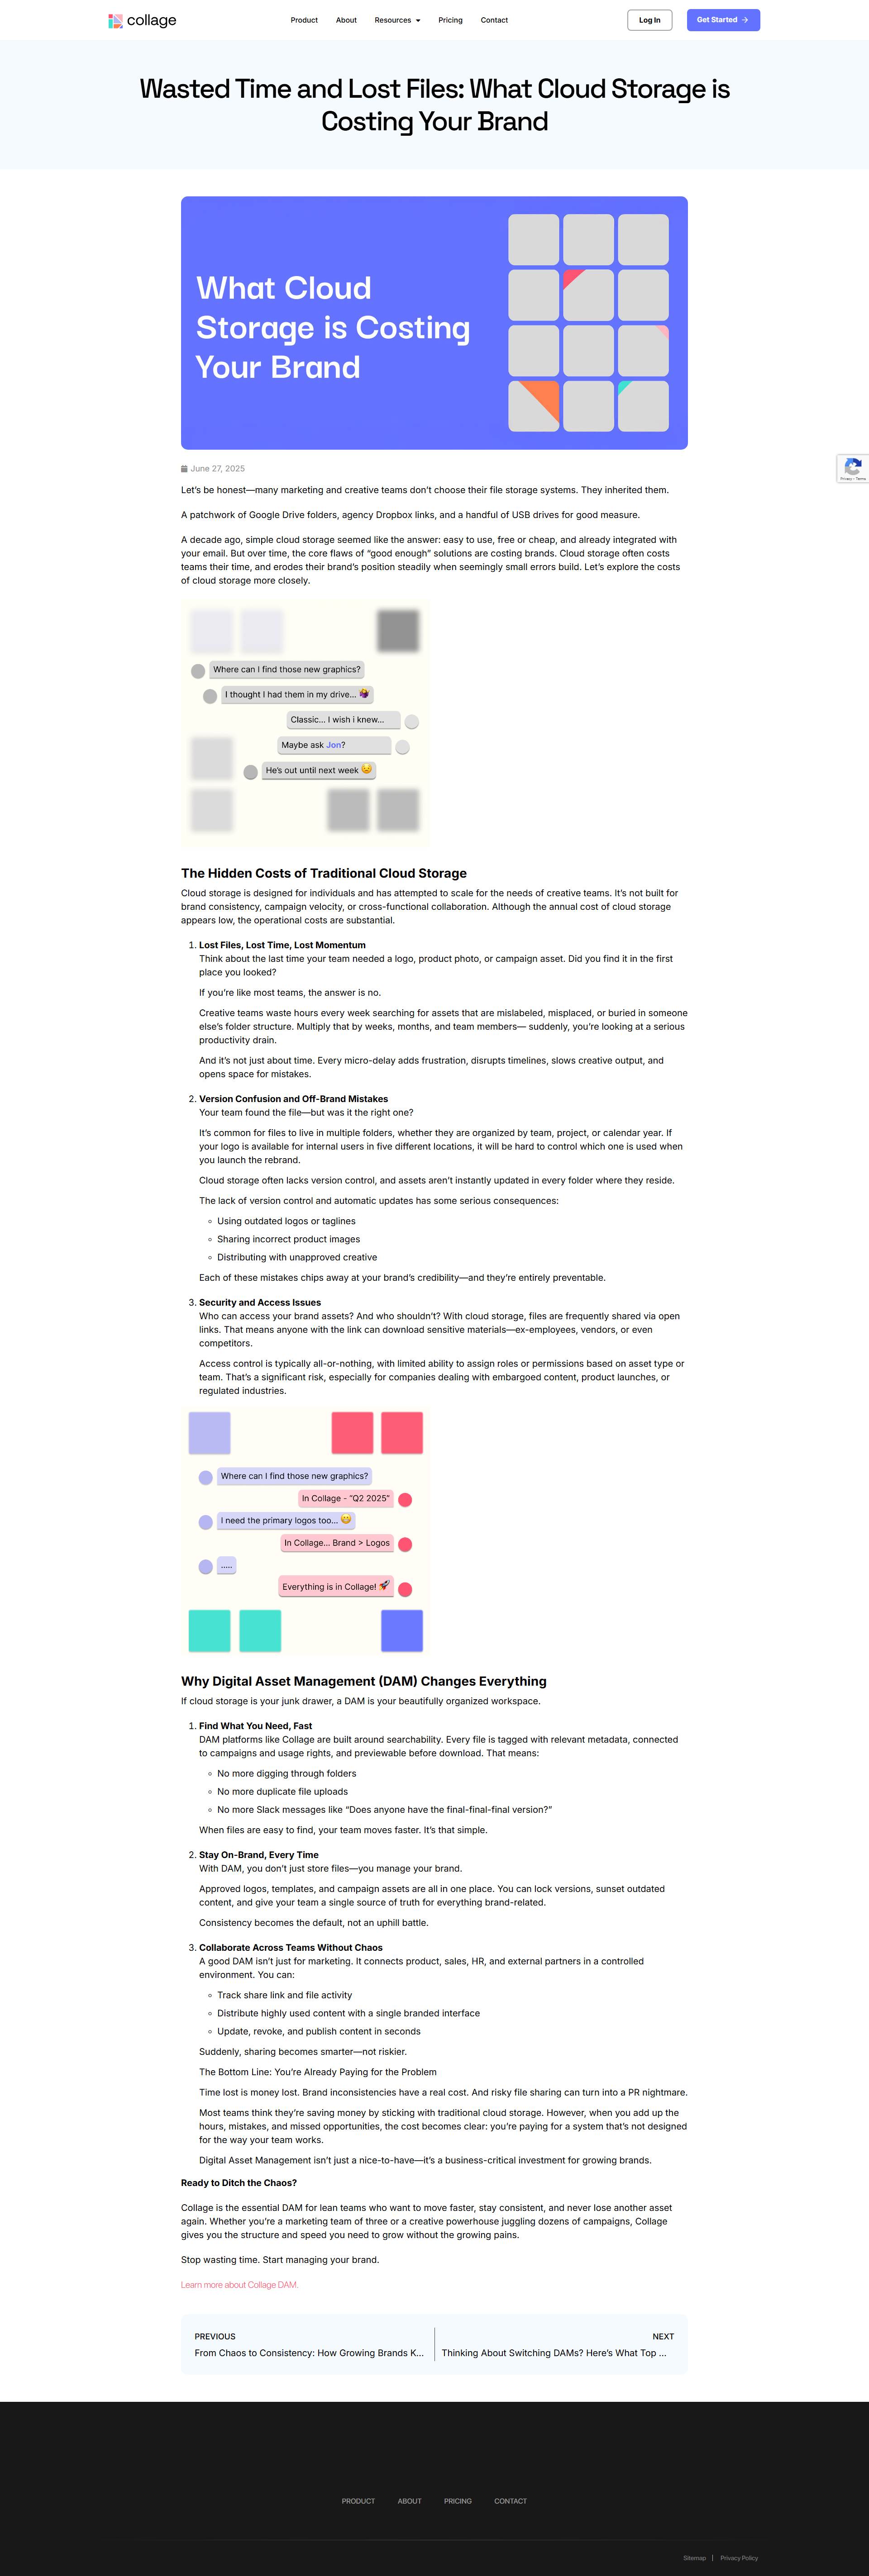 collage
Product About Resources Pricing Contact
Log In
Get Started →
Wasted Time and Lost Files: What Cloud Storage is
Costing Your Brand
What Cloud
Storage is Costing
Your Brand
Privacy - Terms
June 27, 2025
Let's be honest—many marketing and creative teams don't choose their file storage systems. They inherited them.
A patchwork of Google Drive folders, agency Dropbox links, and a handful of USB drives for good measure.
A decade ago, simple cloud storage seemed like the answer: easy to use, free or cheap, and already integrated with
your email. But over time, the core flaws of “good enough” solutions are costing brands. Cloud storage often costs
teams their time, and erodes their brand's position steadily when seemingly small errors build. Let's explore the costs
of cloud storage more closely.
Where can I find those new graphics?
I thought I had them in my drive...
Classic... I wish i knew...
Maybe ask Jon?
He's out until next week
The Hidden Costs of Traditional Cloud Storage
Cloud storage is designed for individuals and has attempted to scale for the needs of creative teams. It's not built for
brand consistency, campaign velocity, or cross-functional collaboration. Although the annual cost of cloud storage
appears low, the operational costs are substantial.
1. Lost Files, Lost Time, Lost Momentum
Think about the last time your team needed a logo, product photo, or campaign asset. Did you find it in the first
place you looked?
If you're like most teams, the answer is no.
Creative teams waste hours every week searching for assets that are mislabeled, misplaced, or buried in someone
else's folder structure. Multiply that by weeks, months, and team members— suddenly, you're looking at a serious
productivity drain.
And it's not just about time. Every micro-delay adds frustration, disrupts timelines, slows creative output, and
opens space for mistakes.
2. Version Confusion and Off-Brand Mistakes
Your team found the file—but was it the right one?
It's common for files to live in multiple folders, whether they are organized by team, project, or calendar year. If
your logo is available for internal users in five different locations, it will be hard to control which one is used when
you launch the rebrand.
Cloud storage often lacks version control, and assets aren't instantly updated in every folder where they reside.
The lack of version control and automatic updates has some serious consequences:
Using outdated logos or taglines
Sharing incorrect product images
Distributing with unapproved creative
Each of these mistakes chips away at your brand's credibility—and they're entirely preventable.
3. Security and Access Issues
Who can access your brand assets? And who shouldn't? With cloud storage, files are frequently shared via open
links. That means anyone with the link can download sensitive materials—ex-employees, vendors, or even
competitors.
Access control is typically all-or-nothing, with limited ability to assign roles or permissions based on asset type or
team. That's a significant risk, especially for companies dealing with embargoed content, product launches, or
regulated industries.
Where can I find those new graphics?
In Collage - "Q2 2025"
I need the primary logos too...
In Collage... Brand > Logos
.....
Everything is in Collage!
Why Digital Asset Management (DAM) Changes Everything
If cloud storage is your junk drawer, a DAM is your beautifully organized workspace.
1. Find What You Need, Fast
DAM platforms like Collage are built around searchability. Every file is tagged with relevant metadata, connected
to campaigns and usage rights, and previewable before download. That means:
No more digging through folders
No more duplicate file uploads
No more Slack messages like “Does anyone have the final-final-final version?”
When files are easy to find, your team moves faster. It's that simple.
2. Stay On-Brand, Every Time
With DAM, you don't just store files—you manage your brand.
Approved logos, templates, and campaign assets are all in one place. You can lock versions, sunset outdated
content, and give your team a single source of truth for everything brand-related.
Consistency becomes the default, not an uphill battle.
3. Collaborate Across Teams Without Chaos
A good DAM isn't just for marketing. It connects product, sales, HR, and external partners in a controlled
environment. You can:
Track share link and file activity
Distribute highly used content with a single branded interface
Update, revoke, and publish content in seconds
Suddenly, sharing becomes smarter—not riskier.
The Bottom Line: You're Already Paying for the Problem
Time lost is money lost. Brand inconsistencies have a real cost. And risky file sharing can turn into a PR nightmare.
Most teams think they're saving money by sticking with traditional cloud storage. However, when you add up the
hours, mistakes, and missed opportunities, the cost becomes clear: you're paying for a system that's not designed
for the way your team works.
Digital Asset Management isn't just a nice-to-have—it's a business-critical investment for growing brands.
Ready to Ditch the Chaos?
Collage is the essential DAM for lean teams who want to move faster, stay consistent, and never lose another asset
again. Whether you're a marketing team of three or a creative powerhouse juggling dozens of campaigns, Collage
gives you the structure and speed you need to grow without the growing pains.
Stop wasting time. Start managing your brand.
Learn more about Collage DAM.
PREVIOUS
From Chaos to Consistency: How Growing Brands K...
NEXT
Thinking About Switching DAMs? Here's What Top ...
PRODUCT ABOUT PRICING CONTACT
Sitemap | Privacy Policy